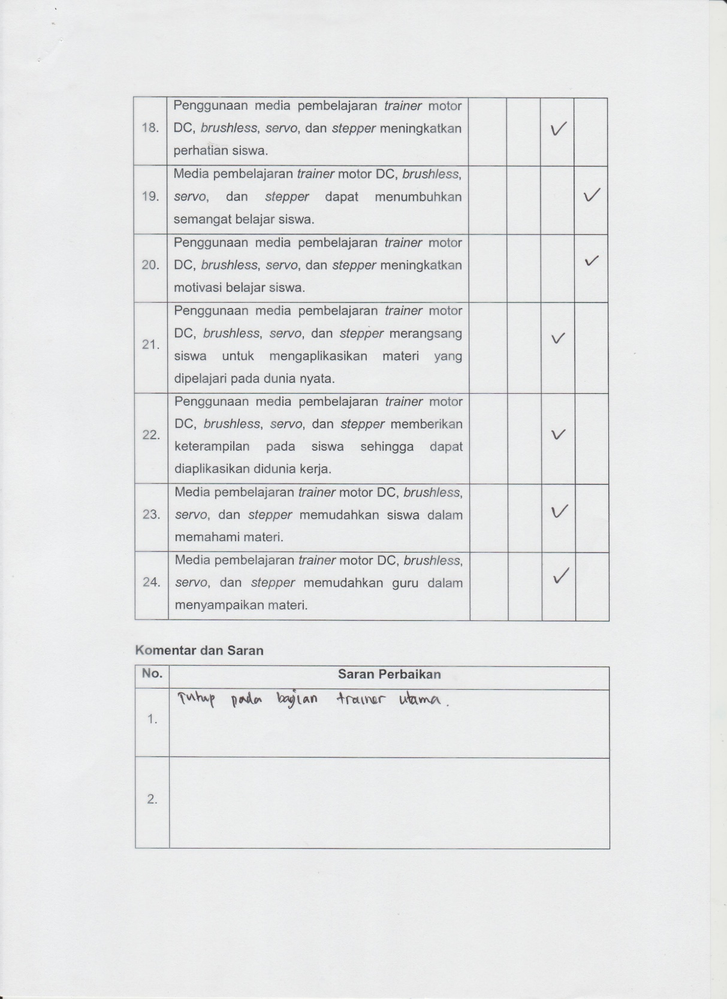 Penggunaan media pembelajaran trainer motor
18. DC, brushless, servo, dan stepper meningkatkan ✓
perhatian siswa.
Media pembelajaran trainer motor DC, brushless,
19. servo, dan stepper dapat menumbuhkan ✓
semangat belajar siswa.
Penggunaan media pembelajaran trainer motor
20. DC, brushless, servo, dan stepper meningkatkan ✓
motivasi belajar siswa.
Penggunaan media pembelajaran trainer motor
DC, brushless, servo, dan stepper merangsang ✓
21. siswa untuk mengaplikasikan materi yang
dipelajari pada dunia nyata.
Penggunaan media pembelajaran trainer motor
DC, brushless, servo, dan stepper memberikan
22. keterampilan pada siswa sehingga dapat ✓
diaplikasikan didunia kerja.
Media pembelajaran trainer motor DC, brushless,
23. servo, dan stepper memudahkan siswa dalam ✓
memahami materi.
Media pembelajaran trainer motor DC, brushless,
24. servo, dan stepper memudahkan guru dalam ✓
menyampaikan materi.
Komentar dan Saran
No. Saran Perbaikan
Tutup pada bagian trainer utama.
1.
2.